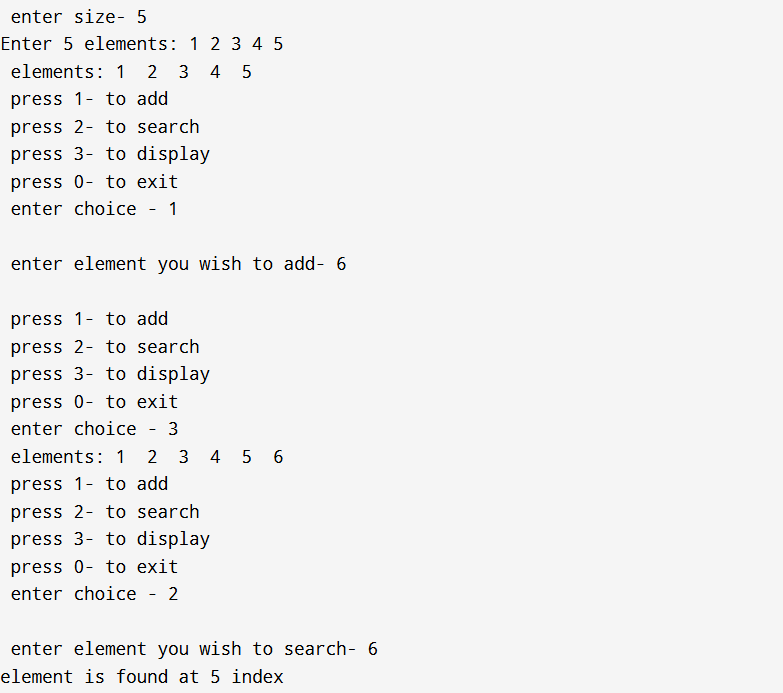 enter size- 5
Enter 5 elements: 1 2 3 4 5
elements: 1  2  3  4  5
press 1- to add
press 2- to search
press 3- to display
press 0- to exit
enter choice - 1
enter element you wish to add- 6
press 1- to add
press 2- to search
press 3- to display
press 0- to exit
enter choice - 3
elements: 1  2  3  4  5  6
press 1- to add
press 2- to search
press 3- to display
press 0- to exit
enter choice - 2
enter element you wish to search- 6
element is found at 5 index